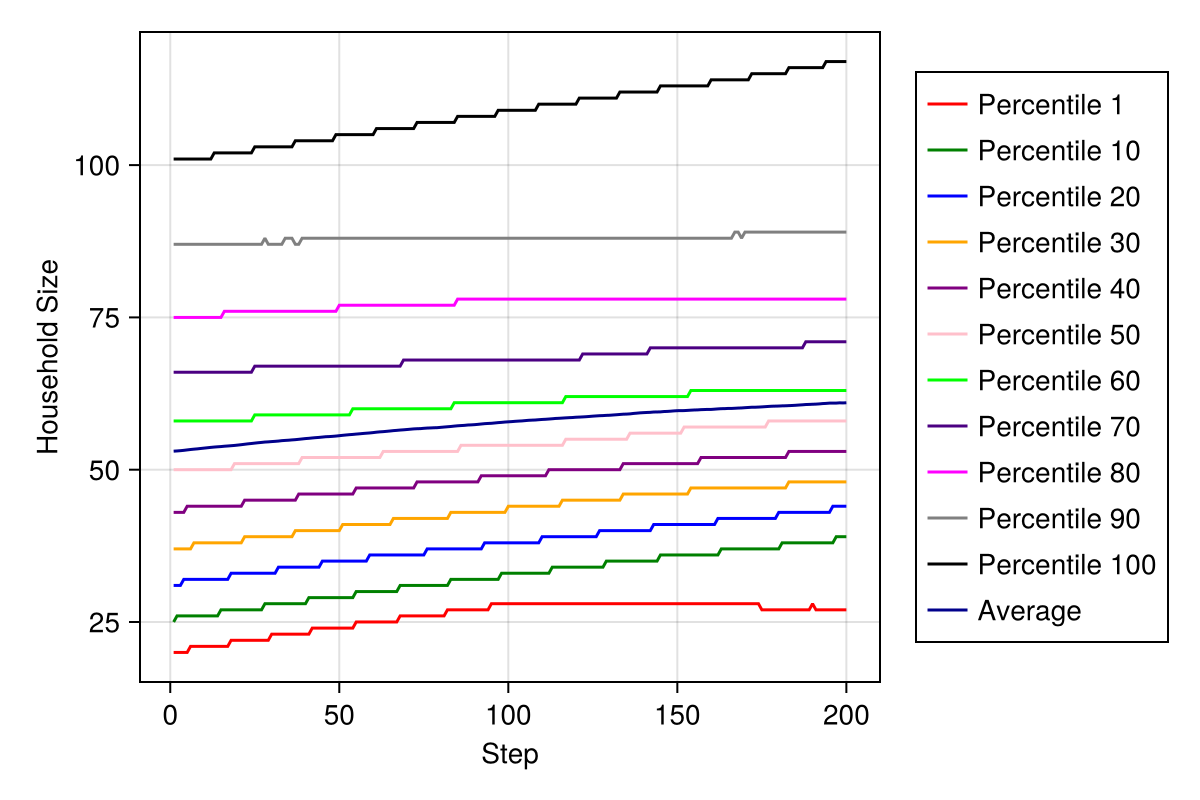 100
75
50
25
Household Size
0 50 100 150 200
Step
Percentile 1
Percentile 10
Percentile 20
Percentile 30
Percentile 40
Percentile 50
Percentile 60
Percentile 70
Percentile 80
Percentile 90
Percentile 100
Average